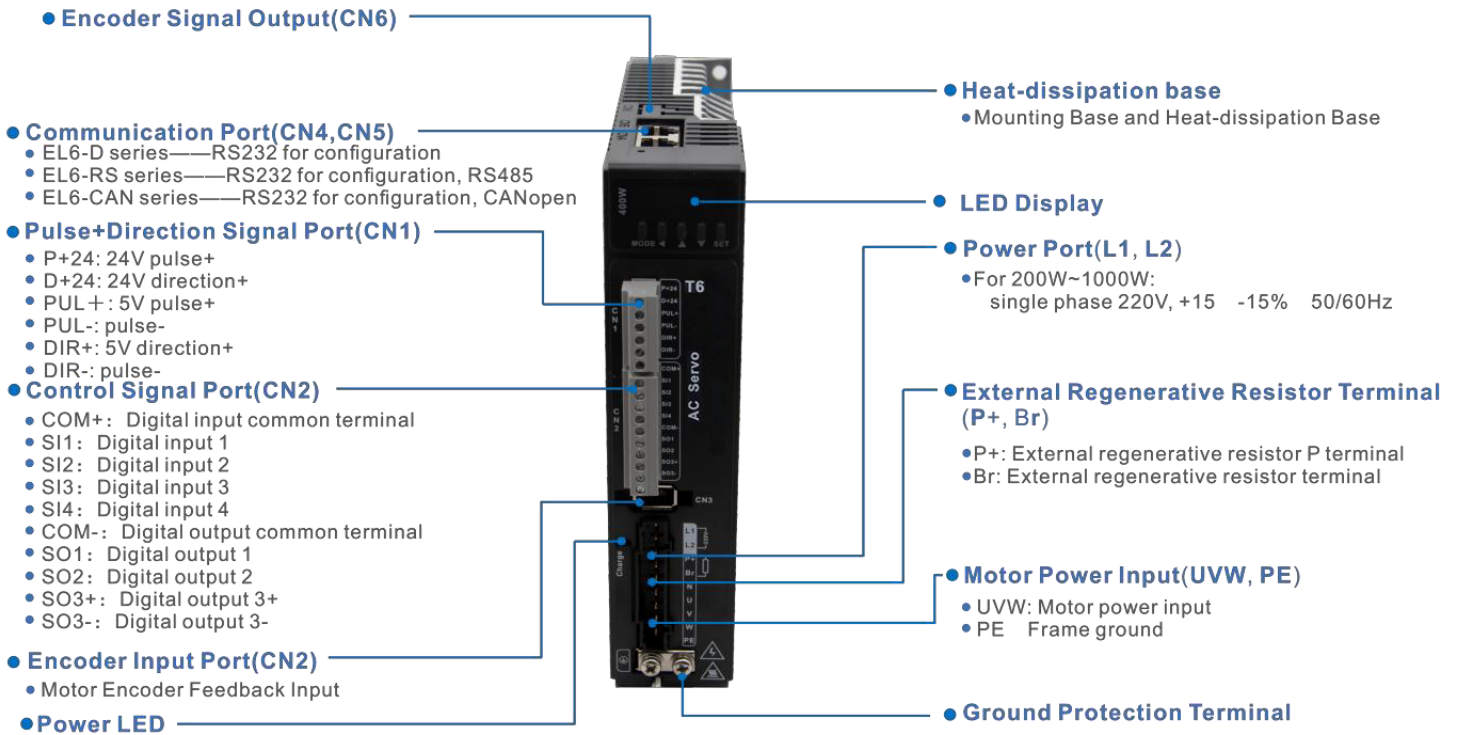 Encoder Signal Output(CN6)
Communication Port(CN4,CN5)
EL6-D series——RS232 for configuration
EL6-RS series——RS232 for configuration, RS485
EL6-CAN series——RS232 for configuration, CANopen
Pulse+Direction Signal Port(CN1)
P+24: 24V pulse+
D+24: 24V direction+
PUL+: 5V pulse+
PUL-: pulse-
DIR+: 5V direction+
DIR-: pulse-
Control Signal Port(CN2)
COM+: Digital input common terminal
SI1: Digital input 1
SI2: Digital input 2
SI3: Digital input 3
SI4: Digital input 4
COM-: Digital output common terminal
SO1: Digital output 1
SO2: Digital output 2
SO3+: Digital output 3+
SO3-: Digital output 3-
Encoder Input Port(CN2)
Motor Encoder Feedback Input
Power LED
400W
MODE ◀ ▲ ▼ SET
T6
AC Servo
CN1
P+24
D+24
PUL+
PUL-
DIR+
DIR-
CN2
COM+
SI1
SI2
SI3
SI4
COM-
SO1
SO2
SO3+
SO3-
CN3
Charge
L1
L2
220V
P+
Br
N
U
V
W
PE
Heat-dissipation base
Mounting Base and Heat-dissipation Base
LED Display
Power Port(L1, L2)
For 200W~1000W:
single phase 220V, +15 -15% 50/60Hz
External Regenerative Resistor Terminal
(P+, Br)
P+: External regenerative resistor P terminal
Br: External regenerative resistor terminal
Motor Power Input(UVW, PE)
UVW: Motor power input
PE Frame ground
Ground Protection Terminal